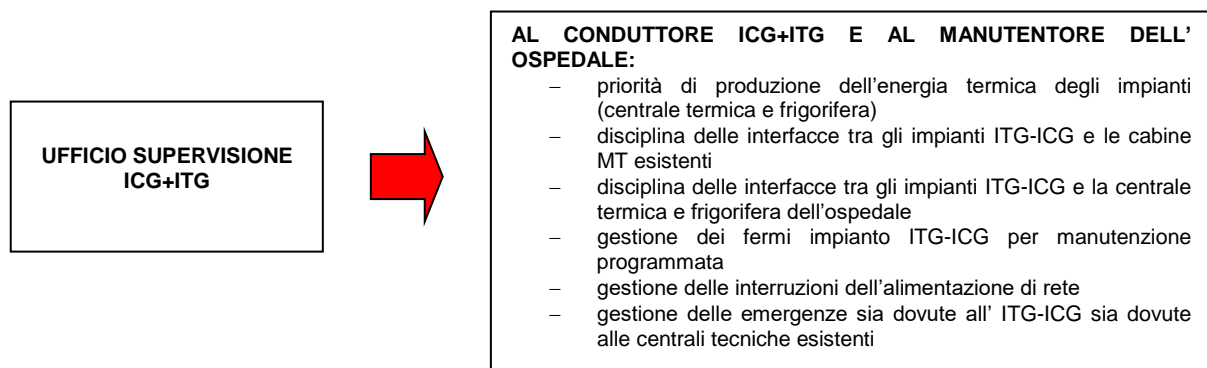 UFFICIO SUPERVISIONE
ICG+ITG
AL CONDUTTORE ICG+ITG E AL MANUTENTORE DELL'
OSPEDALE:
– priorità di produzione dell'energia termica degli impianti
(centrale termica e frigorifera)
– disciplina delle interfacce tra gli impianti ITG-ICG e le cabine
MT esistenti
– disciplina delle interfacce tra gli impianti ITG-ICG e la centrale
termica e frigorifera dell'ospedale
– gestione dei fermi impianto ITG-ICG per manutenzione
programmata
– gestione delle interruzioni dell'alimentazione di rete
– gestione delle emergenze sia dovute all' ITG-ICG sia dovute
alle centrali tecniche esistenti